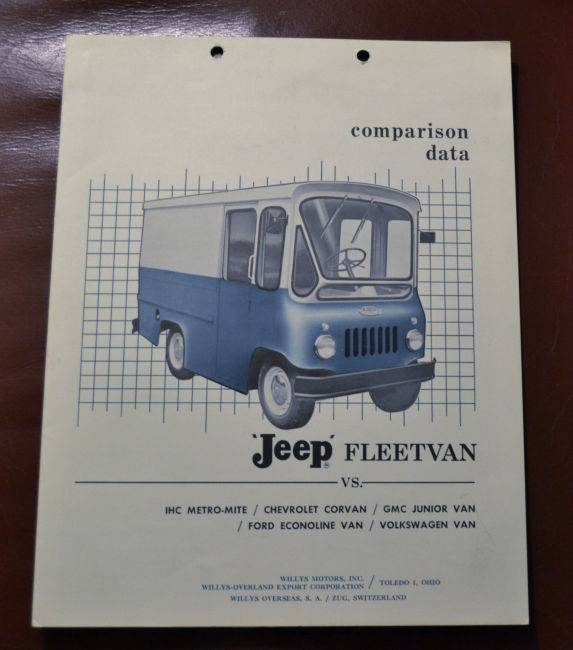 comparison
data
'Jeep' FLEETVAN
®
VS.
IHC METRO-MITE / CHEVROLET CORVAN / GMC JUNIOR VAN
/ FORD ECONOLINE VAN / VOLKSWAGEN VAN
WILLYS MOTORS, INC.
WILLYS-OVERLAND EXPORT CORPORATION / TOLEDO 1, OHIO
WILLYS OVERSEAS, S. A. / ZUG, SWITZERLAND